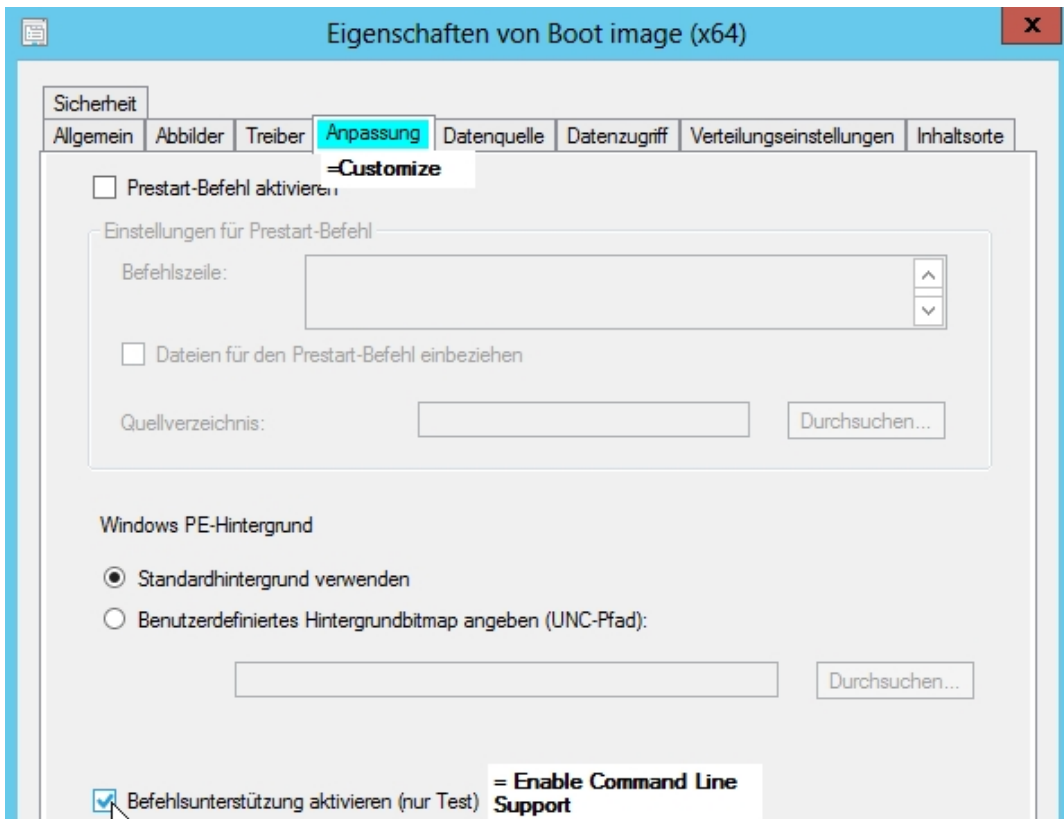 Eigenschaften von Boot image (x64)
x
Sicherheit
Allgemein Abbilder Treiber Anpassung Datenquelle Datenzugriff Verteilungseinstellungen Inhaltsorte
=Customize
Prestart-Befehl aktivieren
Einstellungen für Prestart-Befehl
Befehlszeile:
Dateien für den Prestart-Befehl einbeziehen
Quellverzeichnis:
Durchsuchen...
Windows PE-Hintergrund
Standardhintergrund verwenden
Benutzerdefiniertes Hintergrundbitmap angeben (UNC-Pfad):
Durchsuchen...
Befehlsunterstützung aktivieren (nur Test)
= Enable Command Line
Support